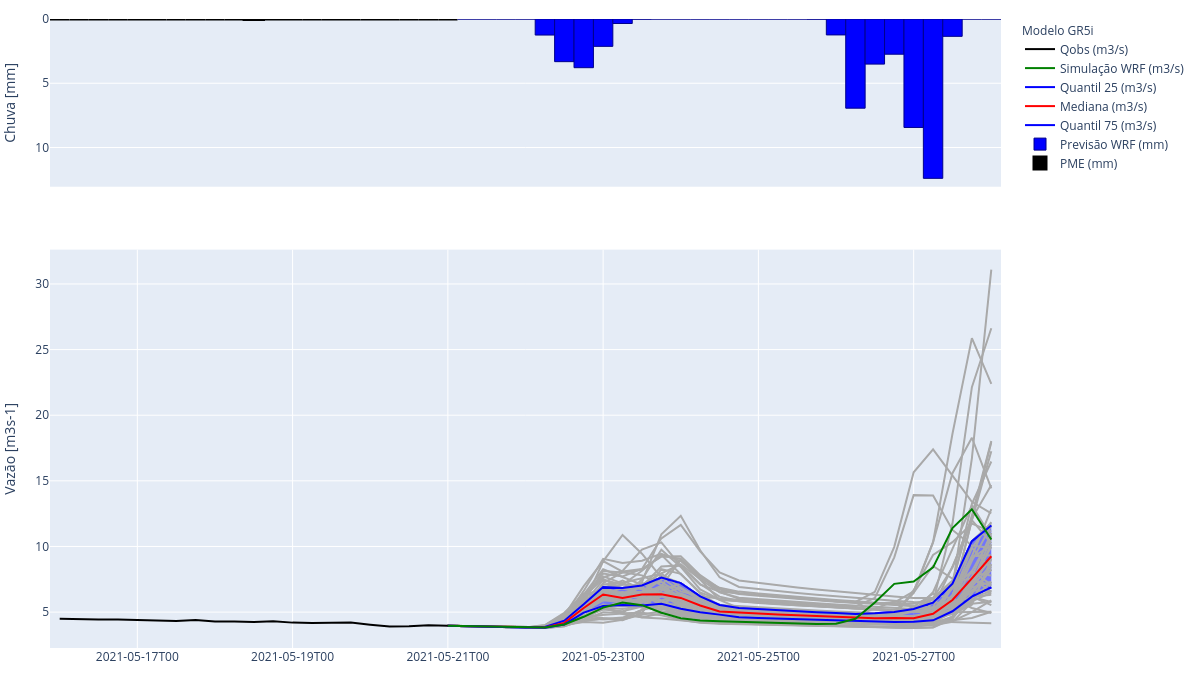 0
5
10
Chuva [mm]
Modelo GR5i
Qobs (m3/s)
Simulação WRF (m3/s)
Quantil 25 (m3/s)
Mediana (m3/s)
Quantil 75 (m3/s)
Previsão WRF (mm)
PME (mm)
30
25
20
15
10
5
Vazão [m3s-1]
2021-05-17T00
2021-05-19T00
2021-05-21T00
2021-05-23T00
2021-05-25T00
2021-05-27T00